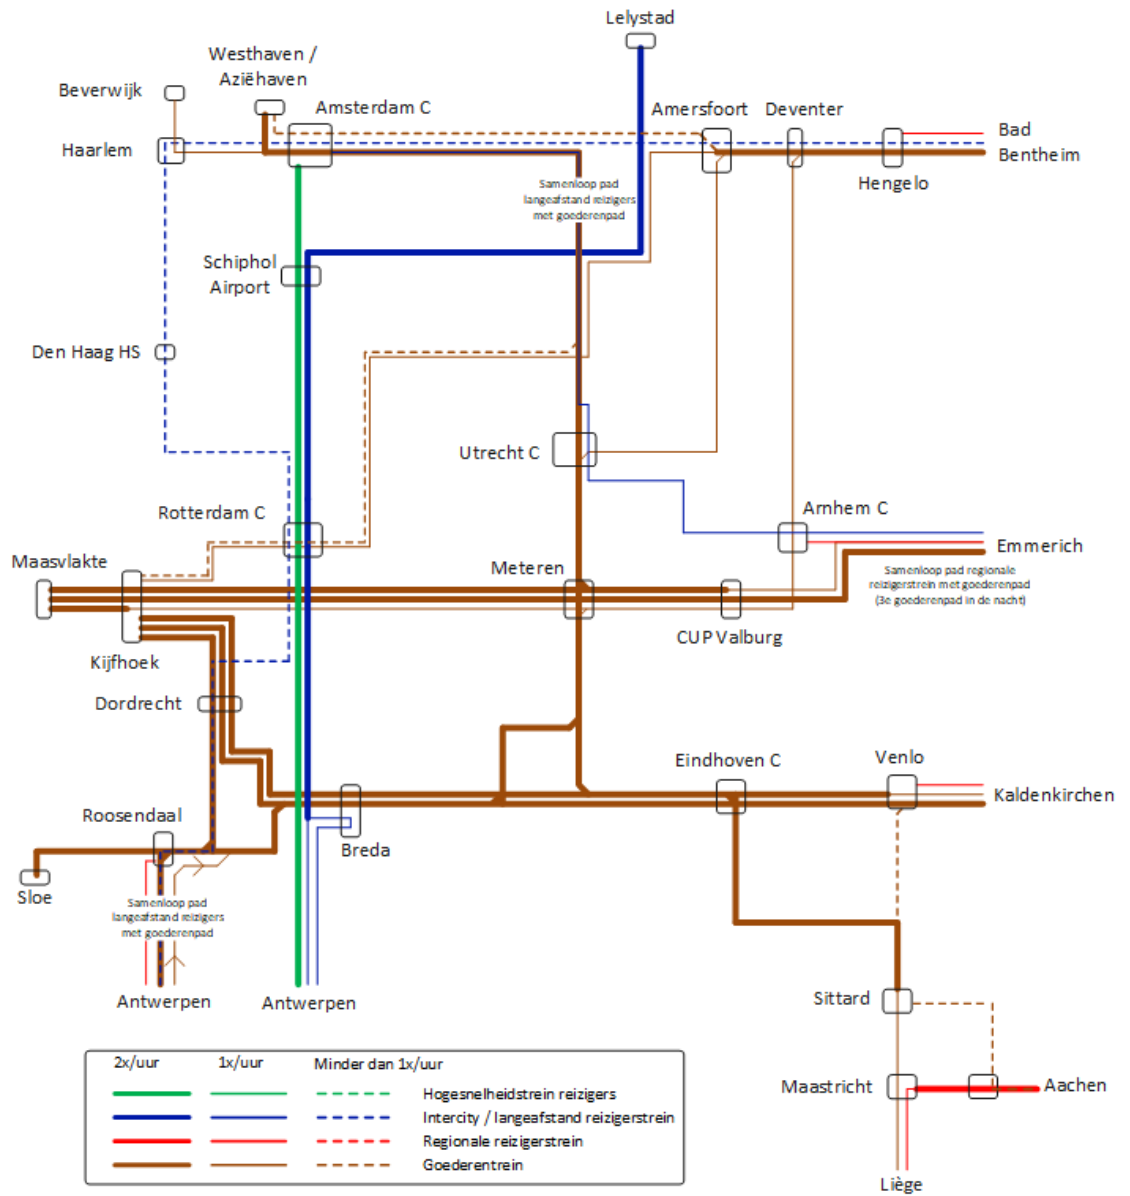 Lelystad
Westhaven /
Aziëhaven
Beverwijk
Amsterdam C
Amersfoort
Deventer
Bad
Bentheim
Haarlem
Hengelo
Samenloop pad
langeafstand reizigers
met goederenpad
Schiphol
Airport
Den Haag HS
Utrecht C
Rotterdam C
Arnhem C
Emmerich
Maasvlakte
Meteren
Samenloop pad regionale
reizigerstrein met goederenpad
(3e goederenpad in de nacht)
CUP Valburg
Kijfhoek
Dordrecht
Eindhoven C
Venlo
Kaldenkirchen
Roosendaal
Breda
Sloe
Samenloop pad
langeafstand reizigers
met goederenpad
Antwerpen
Antwerpen
Sittard
Maastricht
Aachen
Liège
2x/uur 1x/uur Minder dan 1x/uur
Hogesnelheidstrein reizigers
Intercity / langeafstand reizigerstrein
Regionale reizigerstrein
Goederentrein